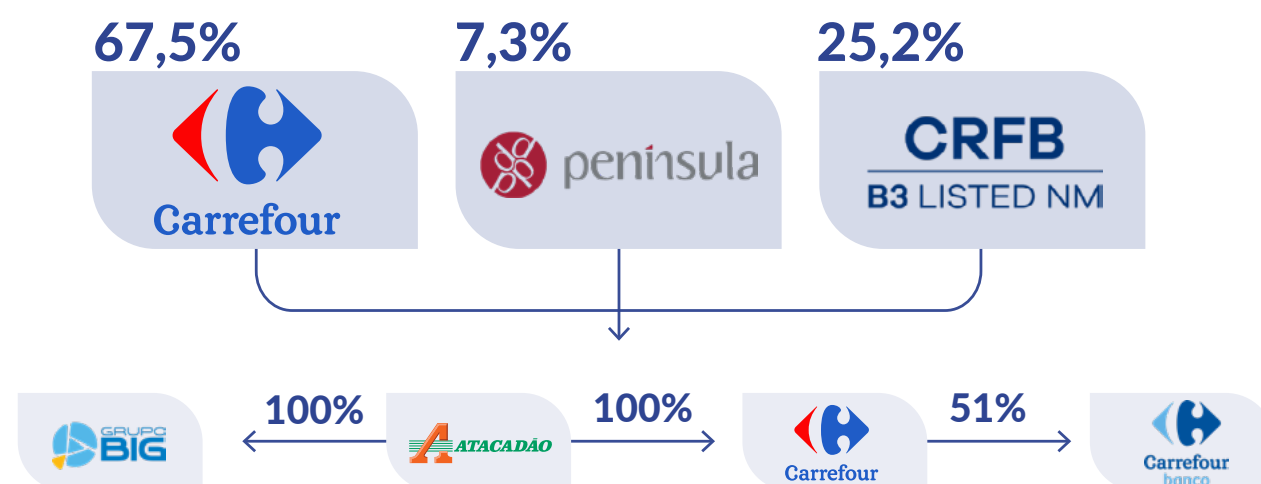 67,5%
7,3%
25,2%
Carrefour
península
CRFB
B3 LISTED NM
100%
100%
51%
GRUPO
BIG
ATACADÃO
Carrefour
Carrefour
banco